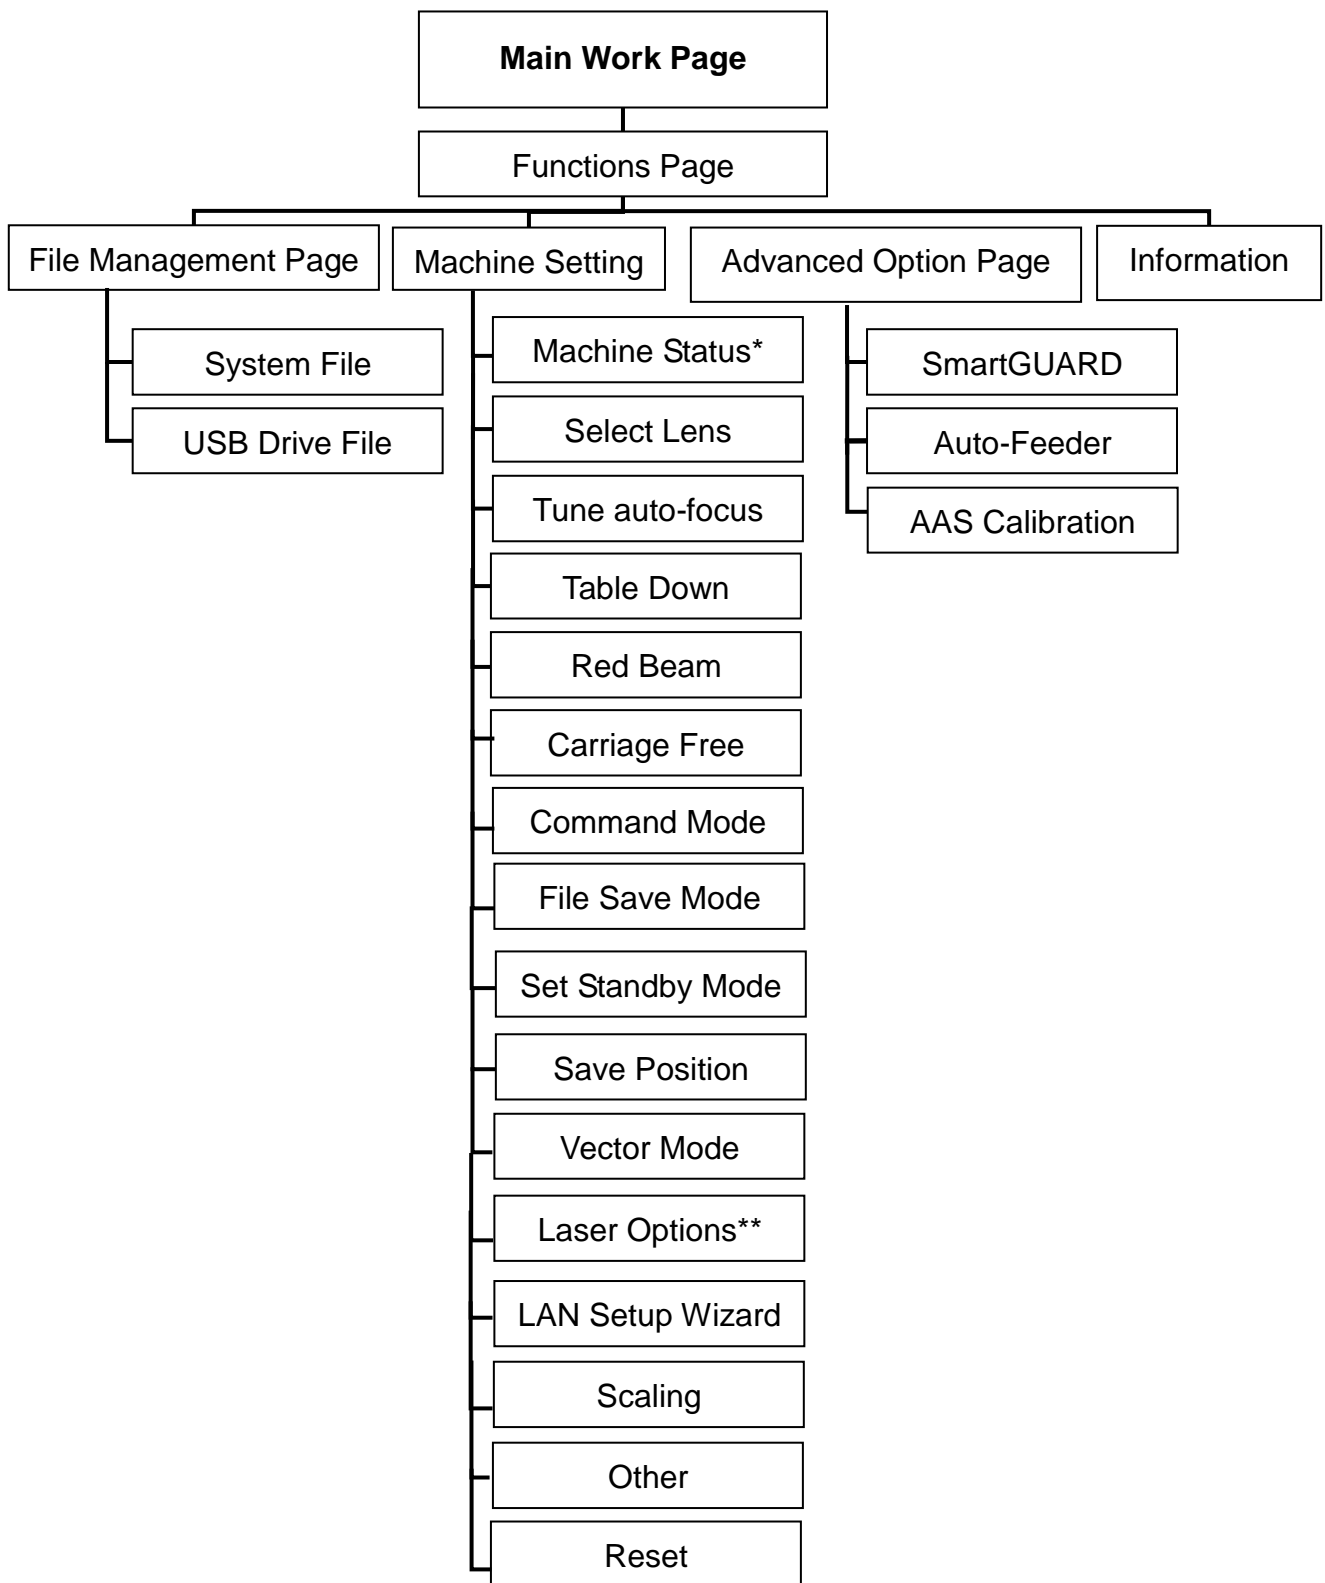 Main Work Page
Functions Page
File Management Page
Machine Setting
Advanced Option Page
Information
System File
USB Drive File
Machine Status*
Select Lens
Tune auto-focus
Table Down
Red Beam
Carriage Free
Command Mode
File Save Mode
Set Standby Mode
Save Position
Vector Mode
Laser Options**
LAN Setup Wizard
Scaling
Other
Reset
SmartGUARD
Auto-Feeder
AAS Calibration